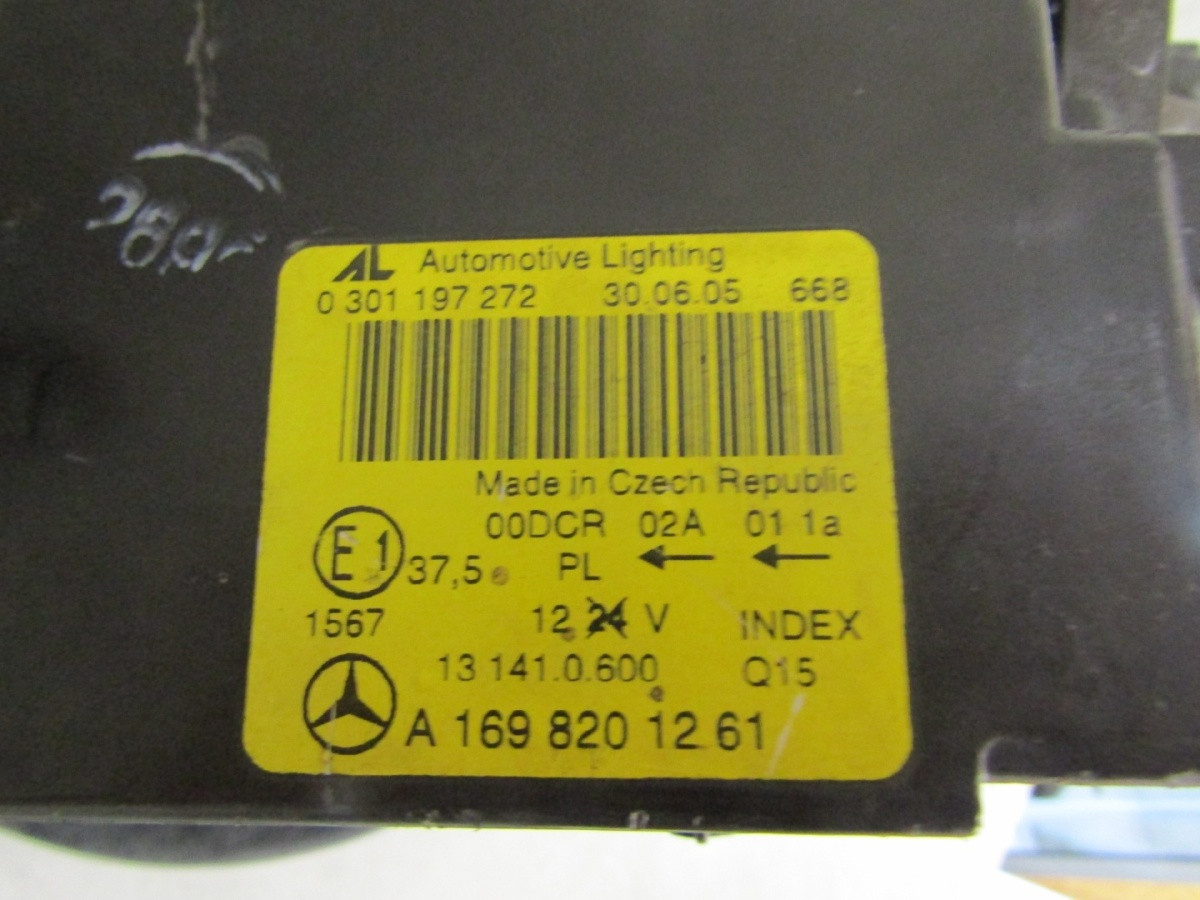 AL Automotive Lighting
0 301 197 272 30.06.05 668
Made in Czech Republic
00DCR 02A 01 1a
E1 37,5 PL ← ←
1567 12 24 V INDEX
13 141.0.600 Q15
A 169 820 12 61